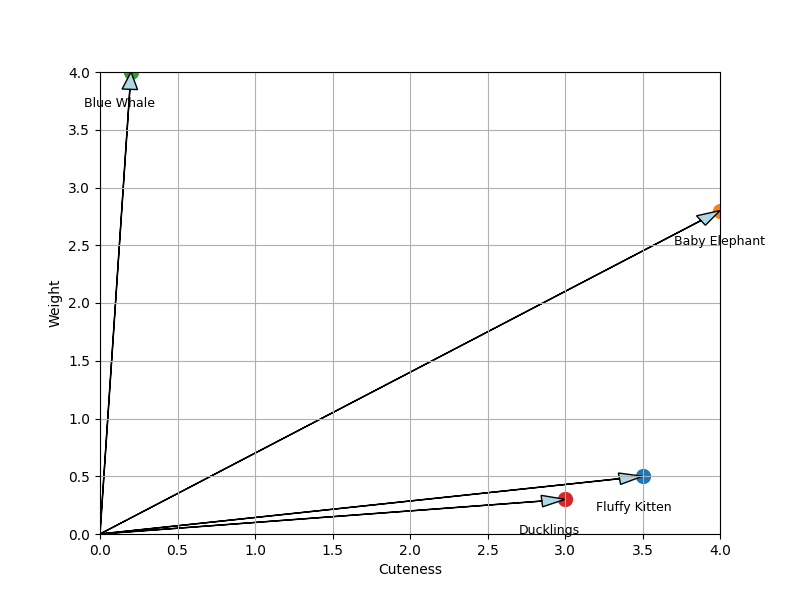 4.0
Blue Whale
3.5
3.0
2.5
Baby Elephant
Weight
2.0
1.5
1.0
0.5
Fluffy Kitten
Ducklings
0.0
0.0 0.5 1.0 1.5 2.0 2.5 3.0 3.5 4.0
Cuteness